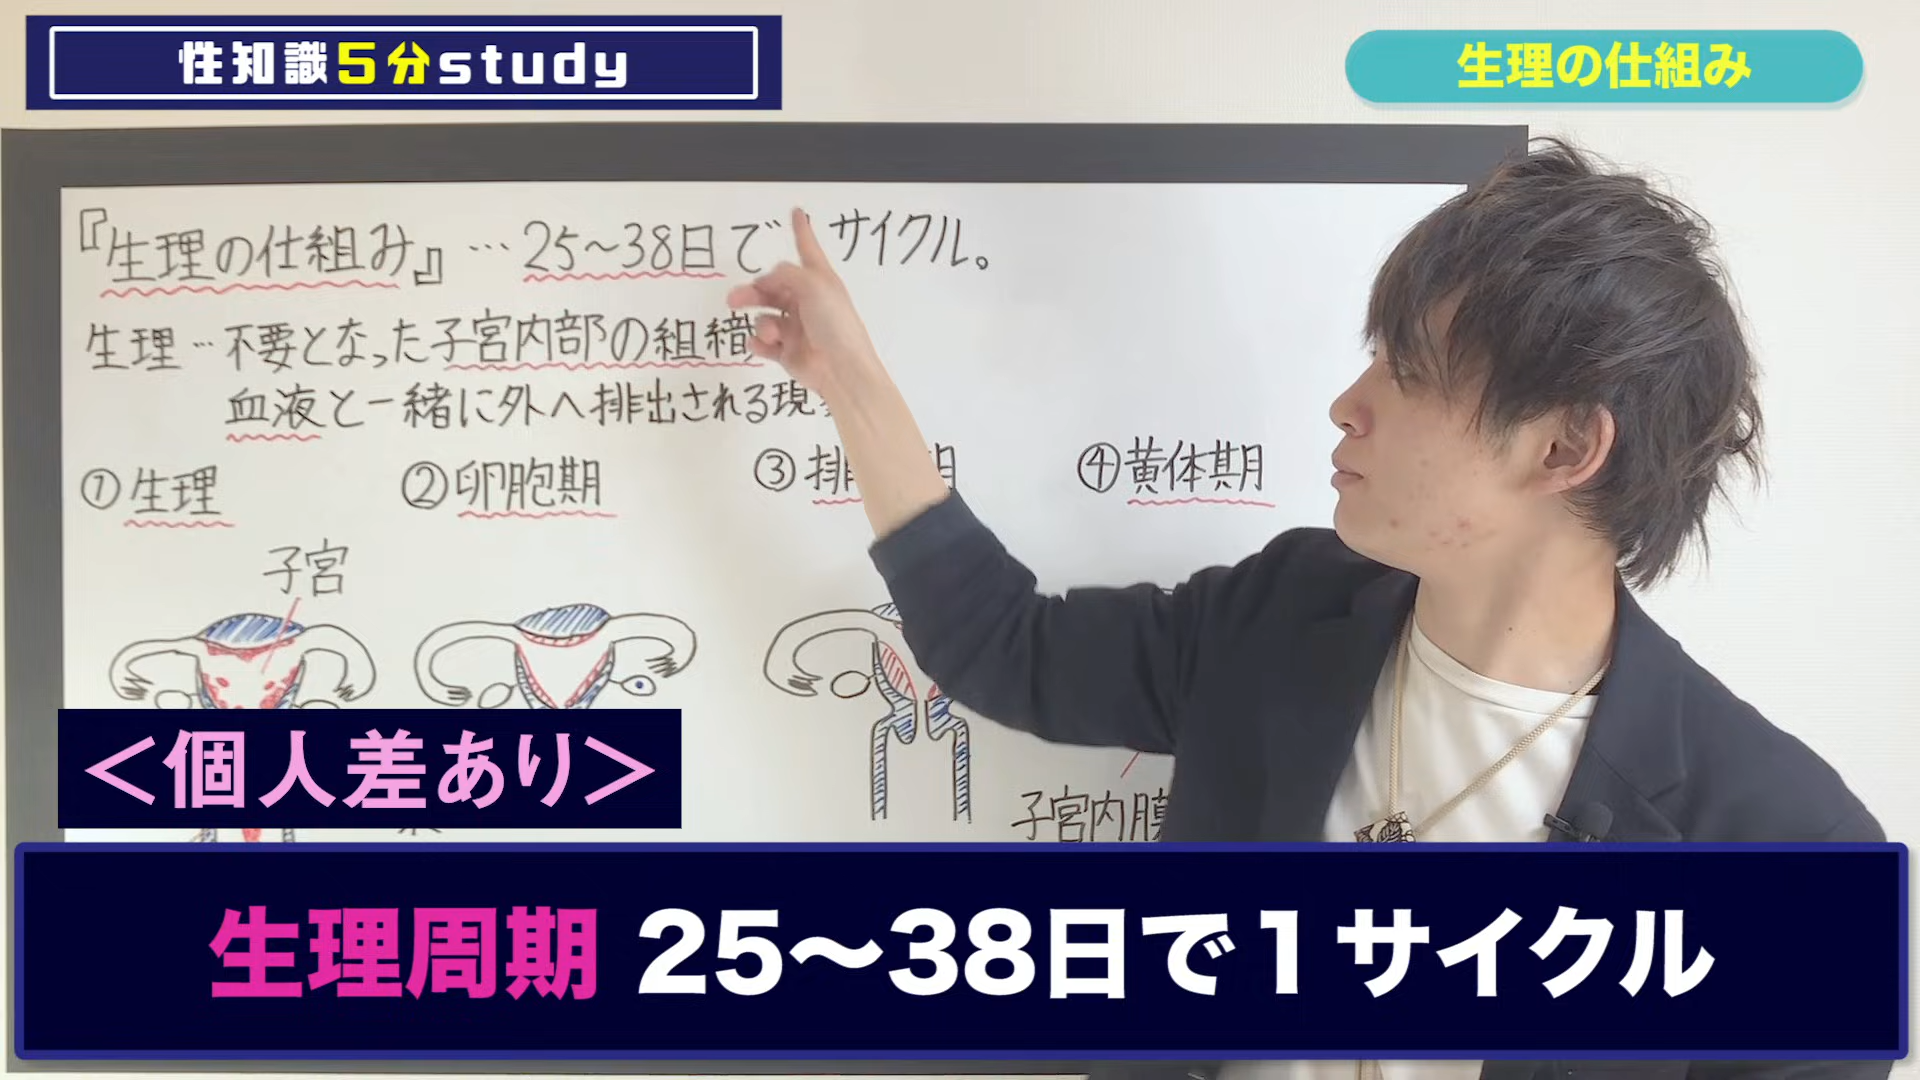 性知識5分study
生理の仕組み
『生理の仕組み』…25～38日で サイクル。
生理…不要となった子宮内部の組織
血液と一緒に外へ排出される現
①生理
②卵胞期
③排 期
④黄体期
子宮
子宮内膜
＜個人差あり＞
生理周期 25～38日で1サイクル